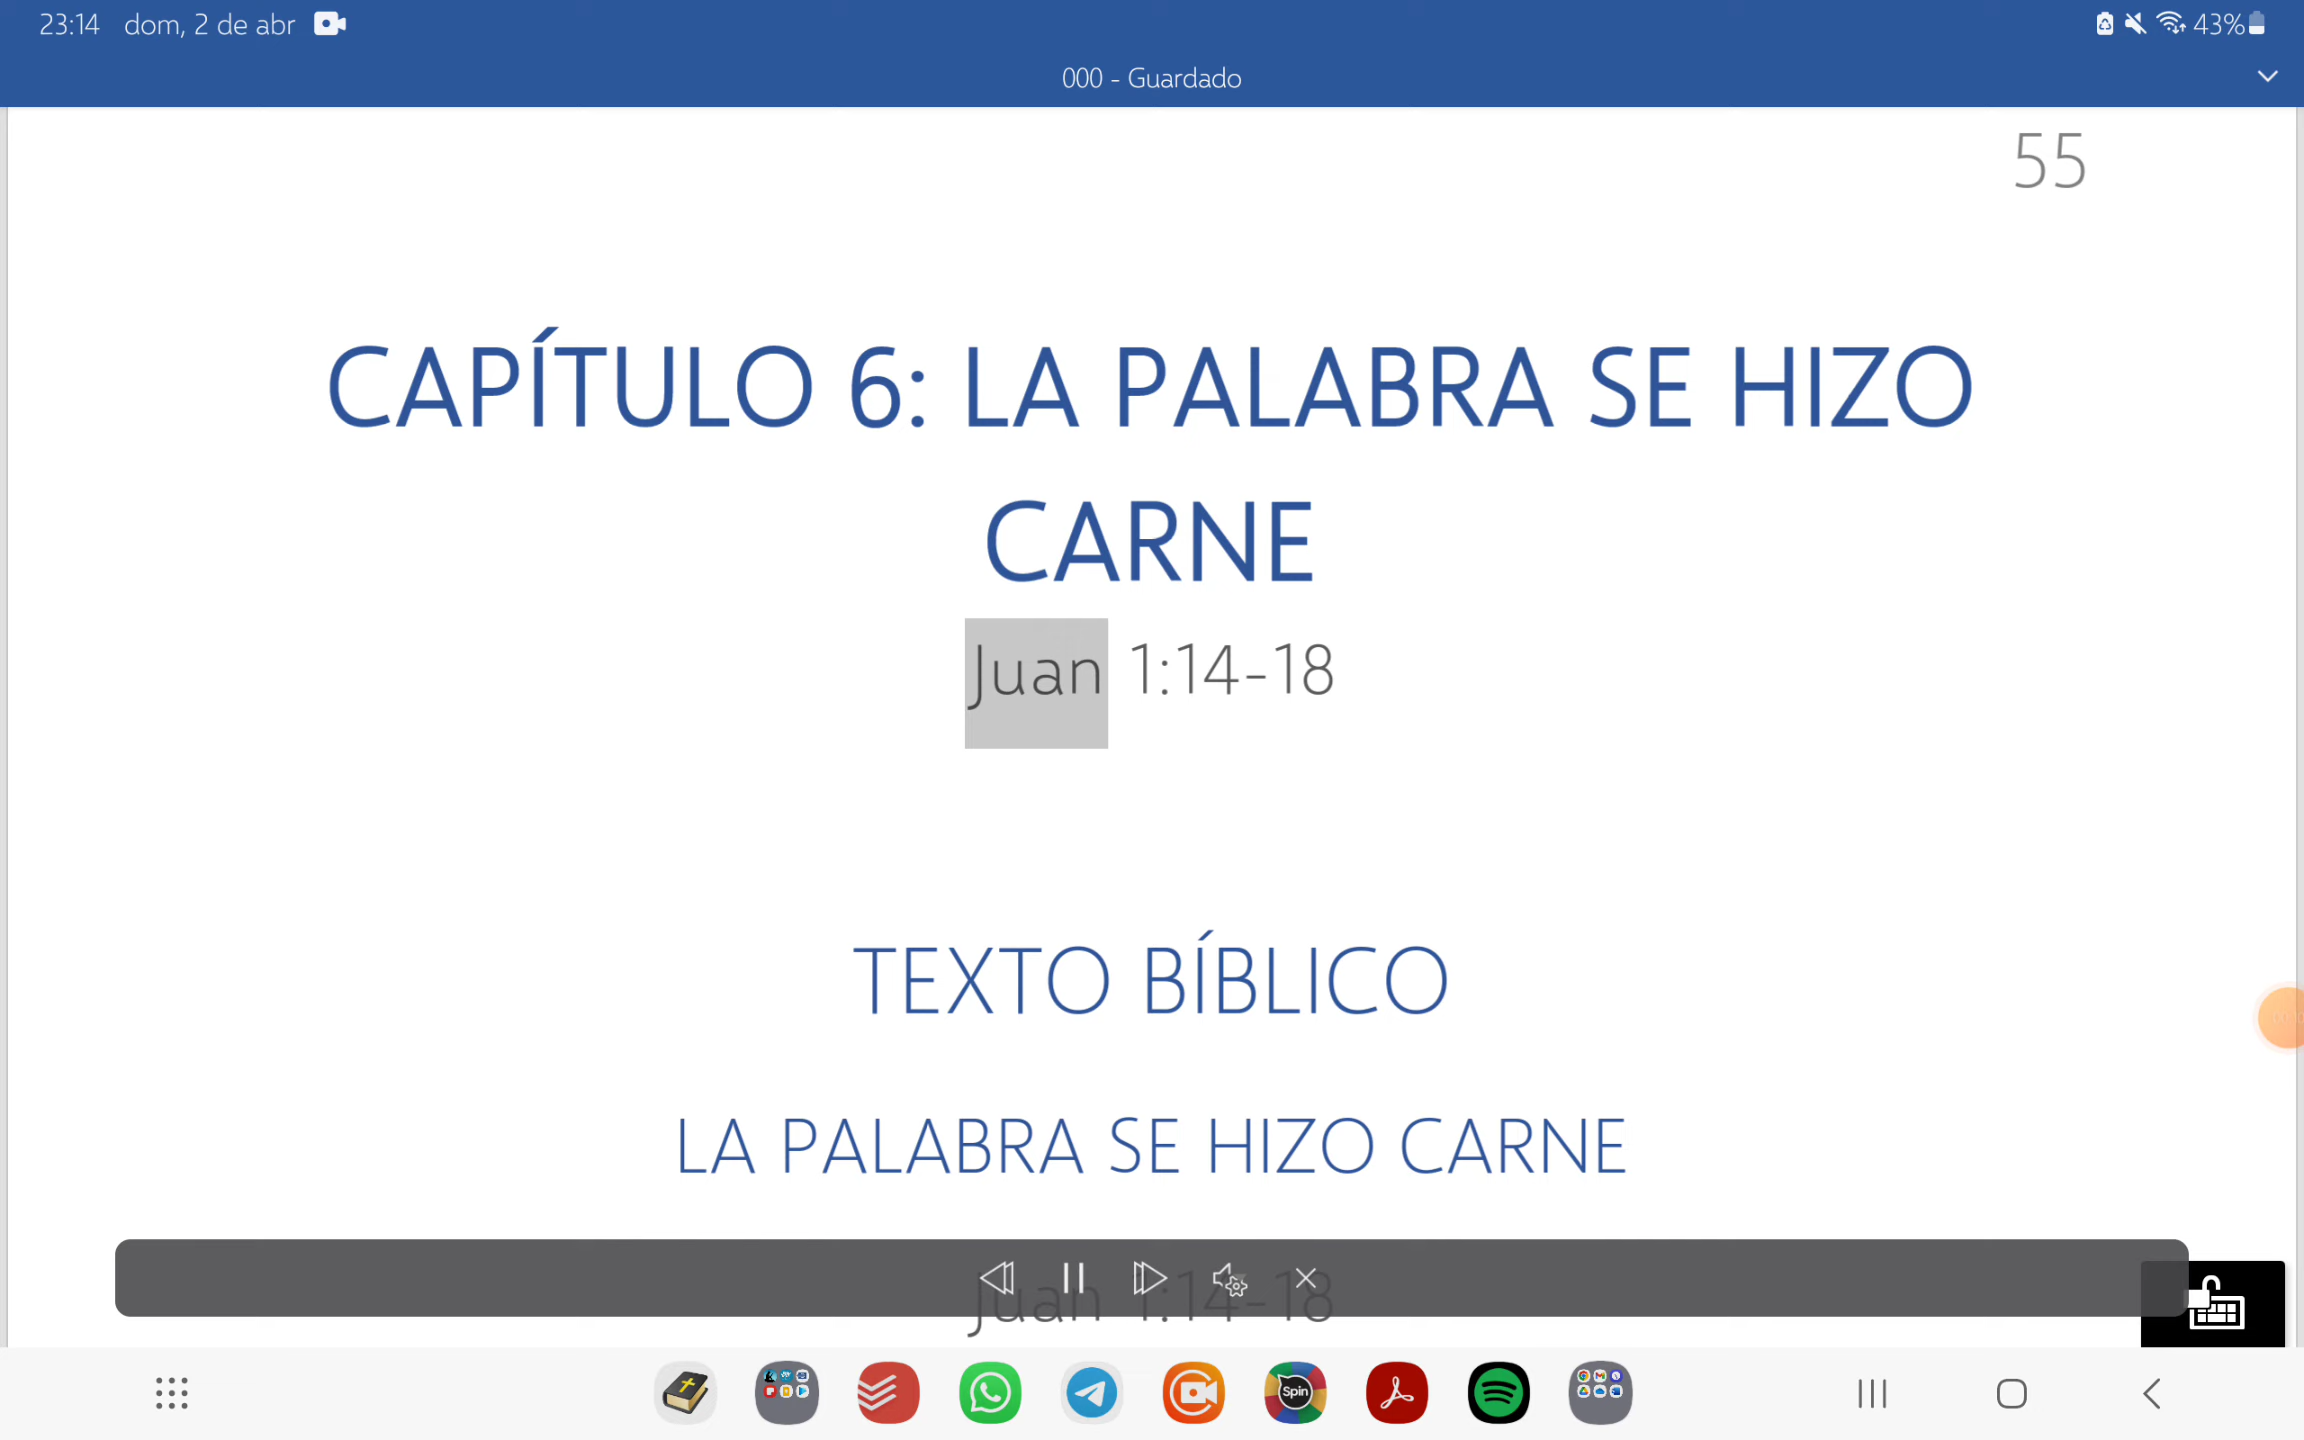 23:14 dom, 2 de abr 43%
000 - Guardado
55
CAPÍTULO 6: LA PALABRA SE HIZO
CARNE
Juan 1:14-18
TEXTO BÍBLICO
LA PALABRA SE HIZO CARNE
Juan 1:14-18
Spin